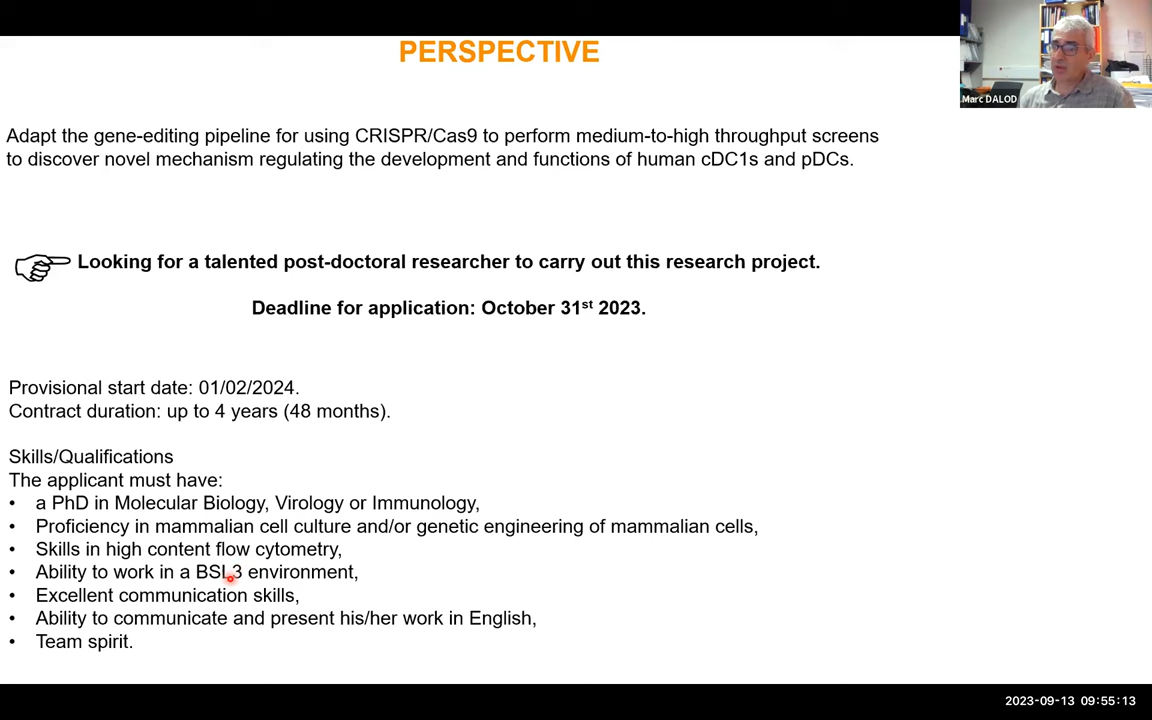 PERSPECTIVE
Marc DALOD
Adapt the gene-editing pipeline for using CRISPR/Cas9 to perform medium-to-high throughput screens
to discover novel mechanism regulating the development and functions of human cDC1s and pDCs.
Looking for a talented post-doctoral researcher to carry out this research project.
Deadline for application: October 31st 2023.
Provisional start date: 01/02/2024.
Contract duration: up to 4 years (48 months).
Skills/Qualifications
The applicant must have:
• a PhD in Molecular Biology, Virology or Immunology,
• Proficiency in mammalian cell culture and/or genetic engineering of mammalian cells,
• Skills in high content flow cytometry,
• Ability to work in a BSL3 environment,
• Excellent communication skills,
• Ability to communicate and present his/her work in English,
• Team spirit.
2023-09-13 09:55:13